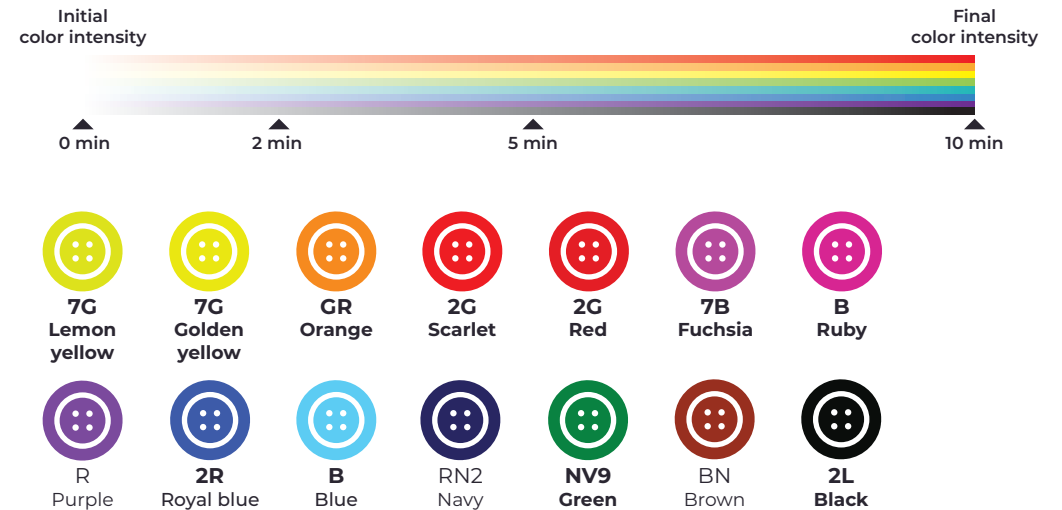 Initial
color intensity
Final
color intensity
0 min
2 min
5 min
10 min
7G
Lemon
yellow
7G
Golden
yellow
GR
Orange
2G
Scarlet
2G
Red
7B
Fuchsia
B
Ruby
R
Purple
2R
Royal blue
B
Blue
RN2
Navy
NV9
Green
BN
Brown
2L
Black